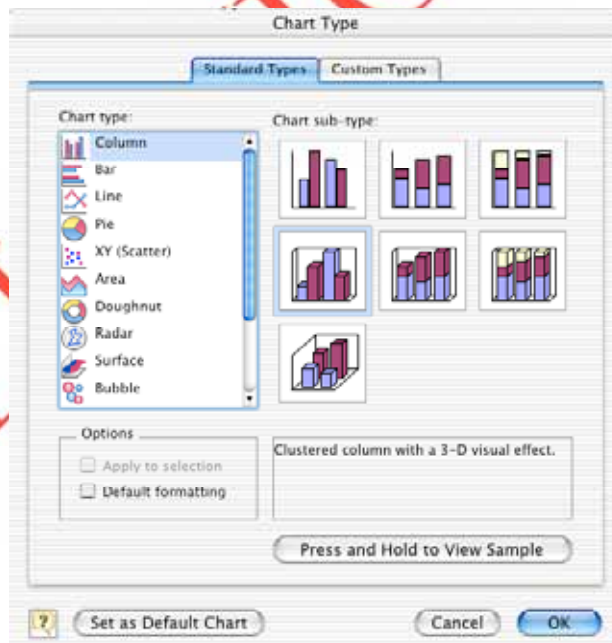 Chart Type
Standard Types Custom Types
Chart type:
Column
Bar
Line
Pie
XY (Scatter)
Area
Doughnut
Radar
Surface
Bubble
Chart sub-type:
Options
Apply to selection
Default formatting
Clustered column with a 3-D visual effect.
Press and Hold to View Sample
? Set as Default Chart Cancel OK